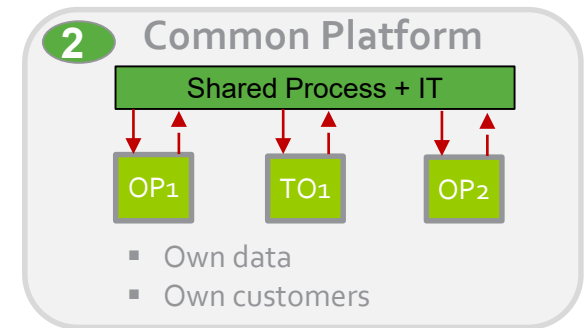 2 Common Platform
Shared Process + IT
OP1 TO1 OP2
▪ Own data
▪ Own customers